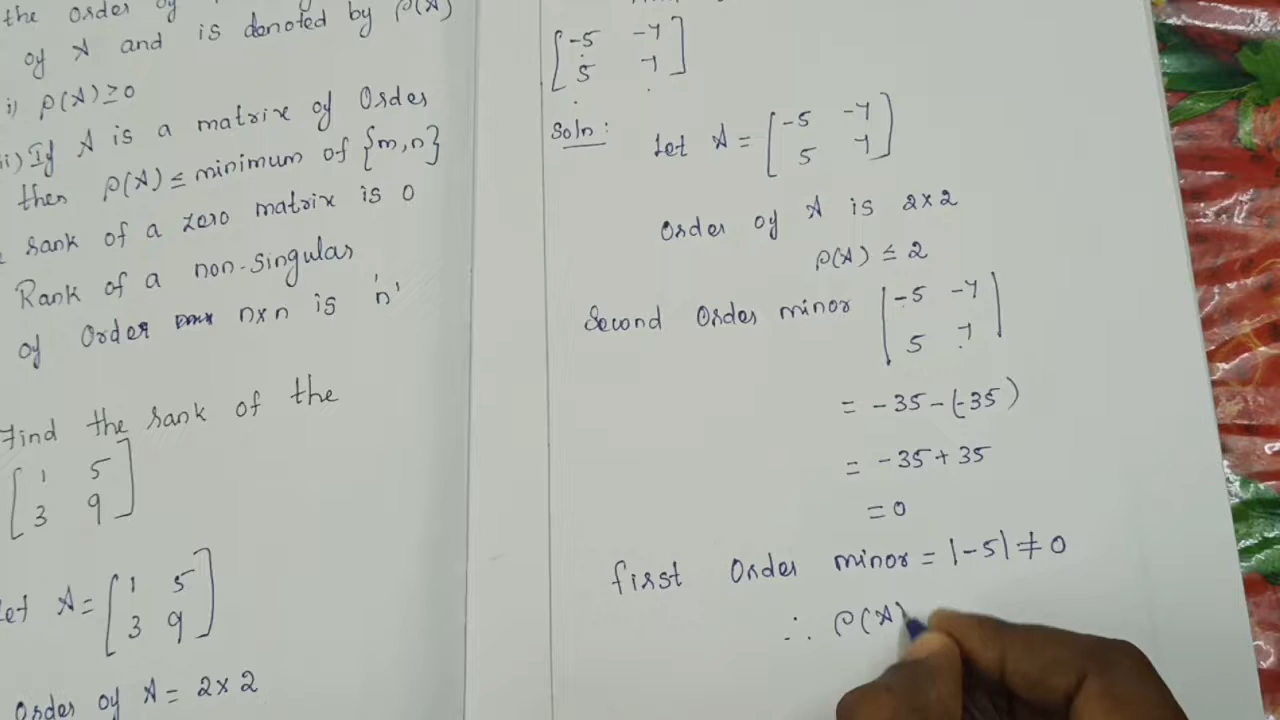 the order of
of A and is denoted by ρ(A)
i) ρ(A) ≥ 0
ii) If A is a matrix of Order
then ρ(A) ≤ minimum of {m,n}
rank of a zero matrix is 0
Rank of a non-singular
of Order n×n is 'n'
Find the rank of the
[1 5
3 9]
Let A = [1 5
3 9]
Order of A = 2×2
[-5 -7
5 7]
Soln:
Let A = [-5 -7
5 7]
Order of A is 2×2
ρ(A) ≤ 2
Second Order minor |-5 -7
5 7|
= -35-(-35)
= -35+35
= 0
first Order minor = |-5| ≠ 0
∴ ρ(A)